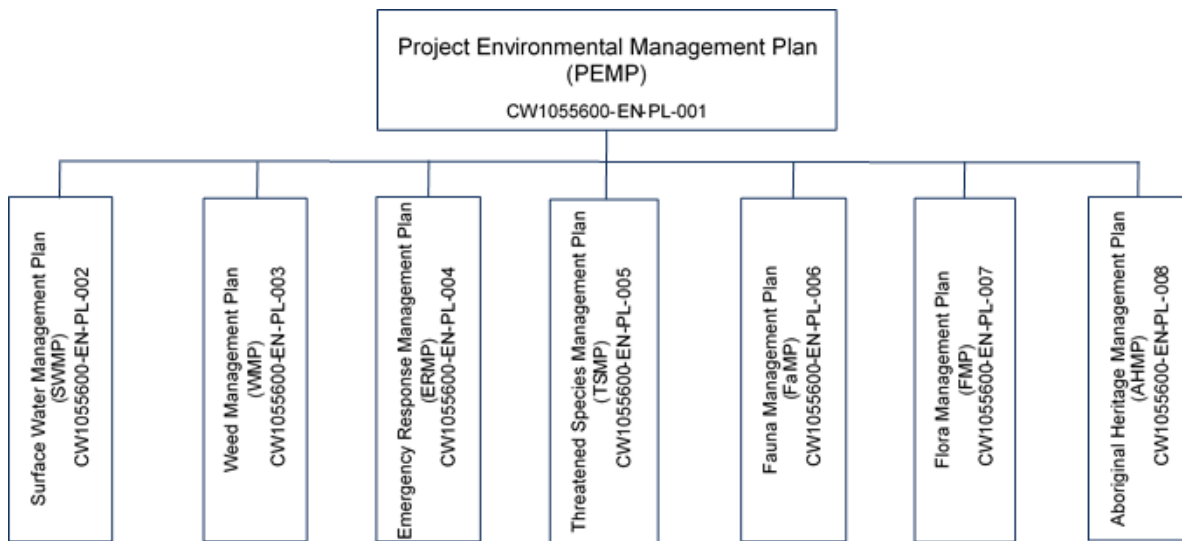 Project Environmental Management Plan
(PEMP)
CW1055600-EN-PL-001
Surface Water Management Plan
(SWMP)
CW1055600-EN-PL-002
Weed Management Plan
(WMP)
CW1055600-EN-PL-003
Emergency Response Management Plan
(ERMP)
CW1055600-EN-PL-004
Threatened Species Management Plan
(TSMP)
CW1055600-EN-PL-005
Fauna Management Plan
(FaMP)
CW1055600-EN-PL-006
Flora Management Plan
(FMP)
CW1055600-EN-PL-007
Aboriginal Heritage Management Plan
(AHMP)
CW1055600-EN-PL-008